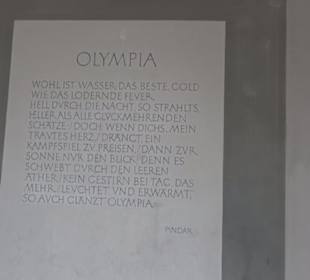 OLYMPIA
WOHL IST WASSER DAS BESTE, GOLD
WIE DAS LODERNDE FEVER,
HELL DVRCH DIE NACHT, SO STRAHLTS,
HELLER ALS ALLE GLVCKMEHRENDEN
SCHÄTZE / DOCH WENN DICHS, MEIN
TRAVTES HERZ, / DRÄNGT, EIN
KAMPFSPIEL ZV PREISEN, / DANN ZVR
SONNE NVR DEN BLICK / DENN ES
SCHWEBT DVRCH DEN LEEREN
ÄTHER / KEIN GESTIRN BEI TAG, DAS
MEHR / LEVCHTET VND ERWÄRMT,
SO AVCH GLÄNZT OLYMPIA.
PINDAR